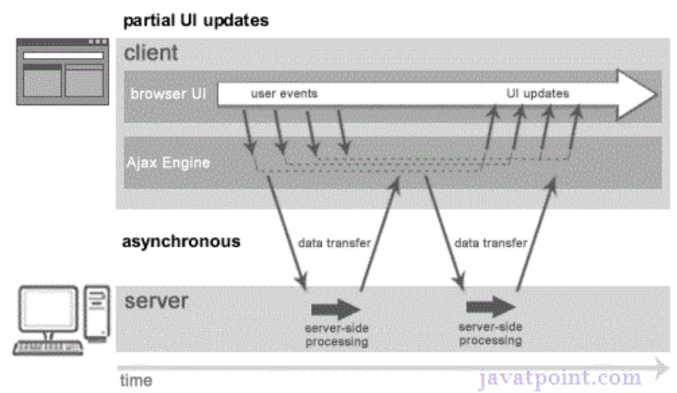 partial UI updates
client
browser UI
user events
UI updates
Ajax Engine
asynchronous
data transfer
data transfer
server
server-side
processing
server-side
processing
time
javatpoint.com